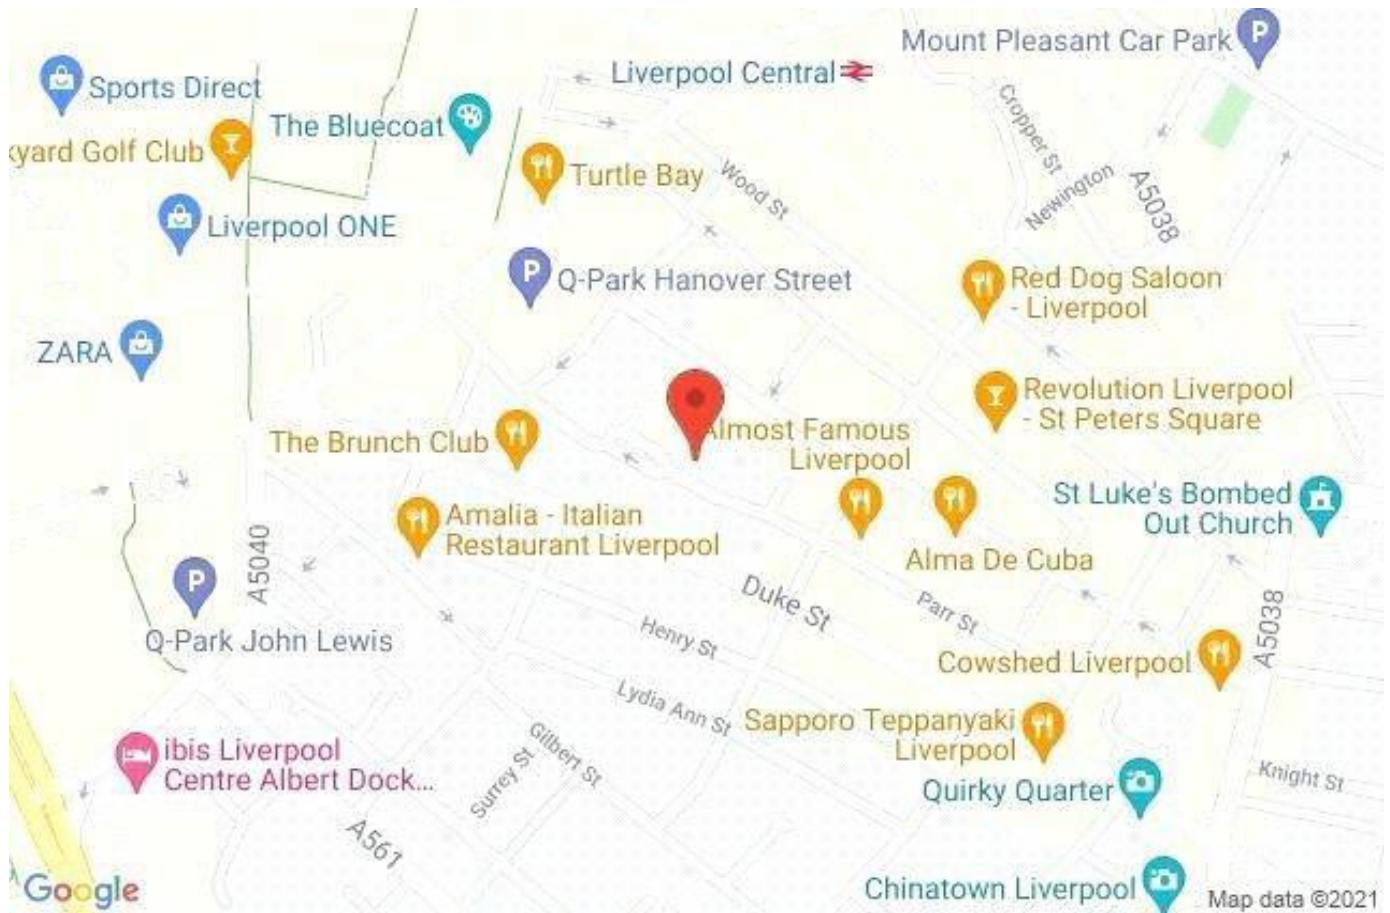 Mount Pleasant Car Park
P
Liverpool Central
Sports Direct
The Bluecoat
kyard Golf Club
Turtle Bay
Wood St
Cropper St
Newington
A5038
Liverpool ONE
P
Q-Park Hanover Street
Red Dog Saloon
- Liverpool
ZARA
Revolution Liverpool
- St Peters Square
The Brunch Club
Almost Famous
Liverpool
St Luke's Bombed
Out Church
Amalia - Italian
Restaurant Liverpool
Alma De Cuba
A5040
P
Q-Park John Lewis
Duke St
Parr St
Henry St
A5038
Cowshed Liverpool
Lydia Ann St
Sapporo Teppanyaki
Liverpool
Gilbert St
Surrey St
ibis Liverpool
Centre Albert Dock...
Knight St
Quirky Quarter
A561
Google
Chinatown Liverpool
Map data ©2021